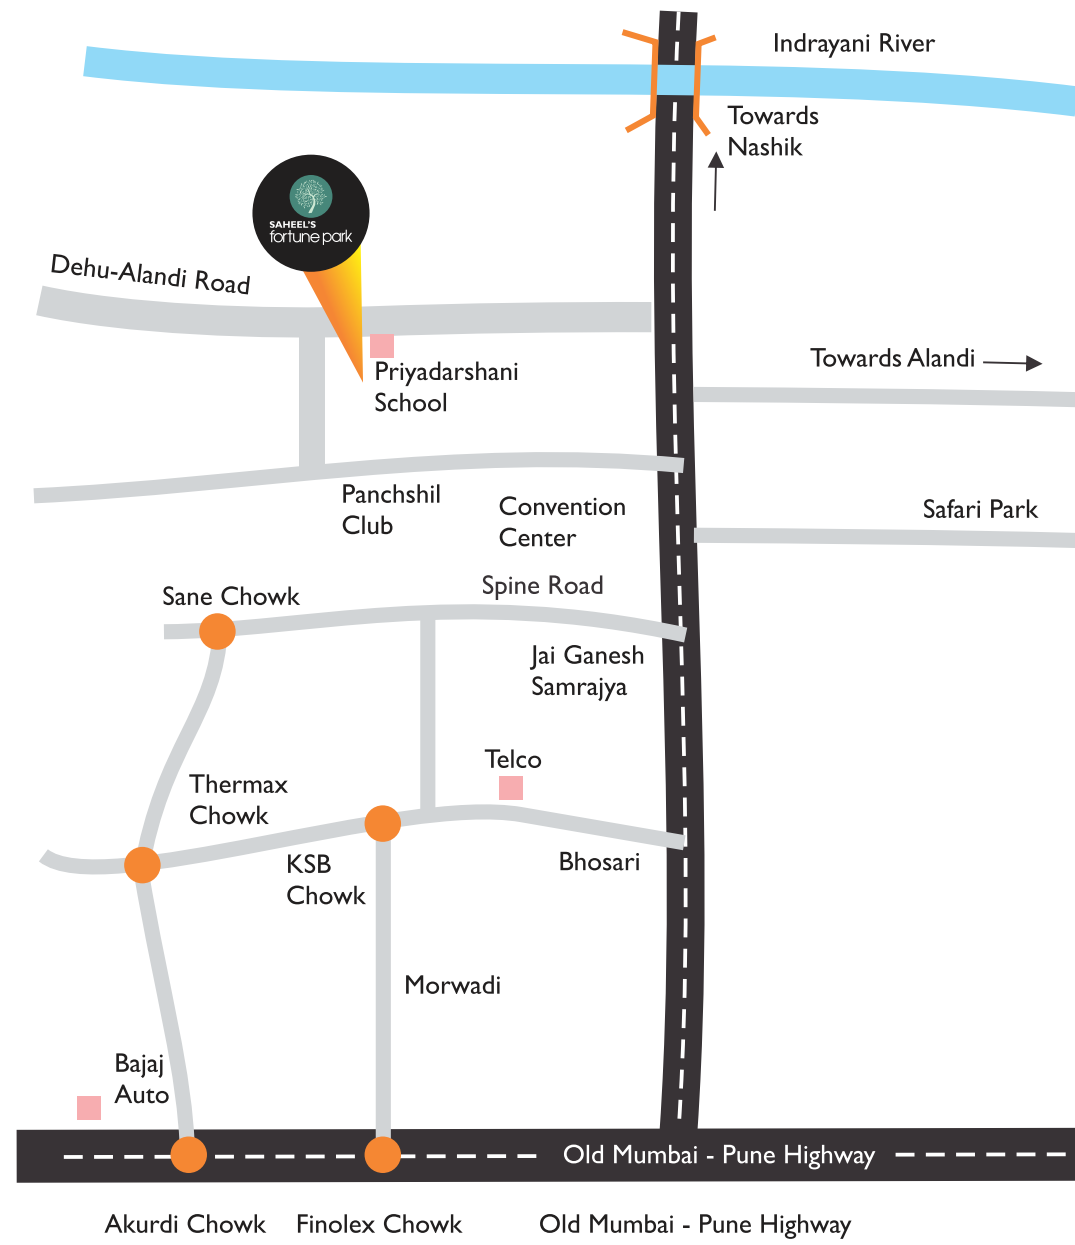 Indrayani River
Towards
Nashik
SAHEEL'S
fortune park
Dehu-Alandi Road
Priyadarshani
School
Towards Alandi
Panchshil
Club
Convention
Center
Safari Park
Sane Chowk
Spine Road
Jai Ganesh
Samrajya
Telco
Thermax
Chowk
Bhosari
KSB
Chowk
Morwadi
Bajaj
Auto
Old Mumbai - Pune Highway
Akurdi Chowk
Finolex Chowk
Old Mumbai - Pune Highway